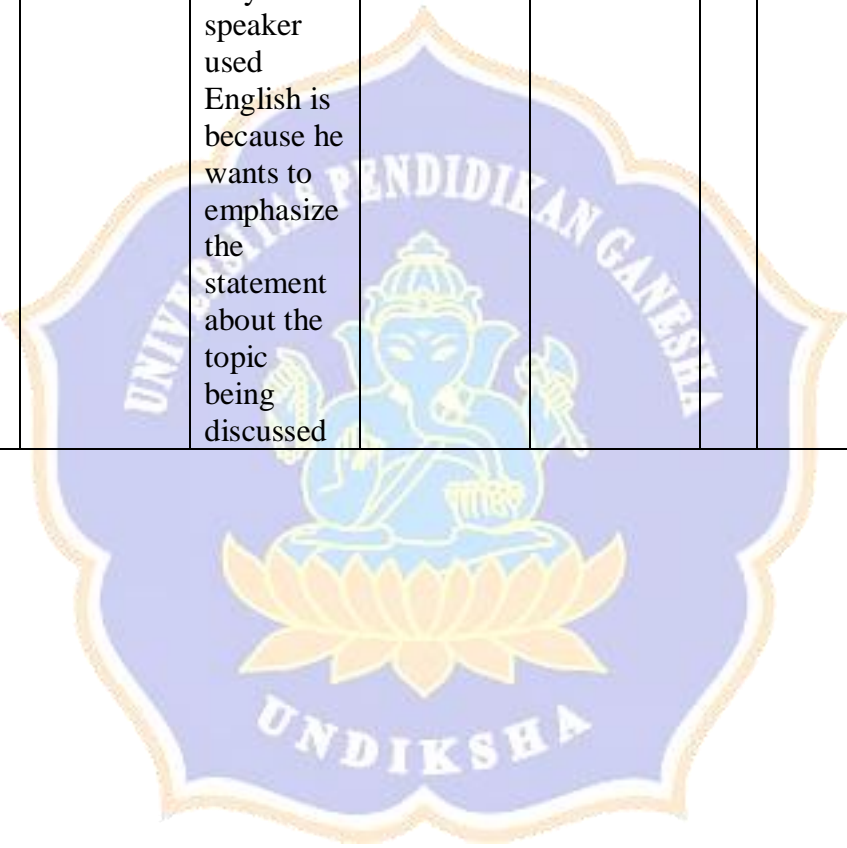 speaker
used
English is
because he
wants to
emphasize
the
statement
about the
topic
being
discussed
UNIVERSITAS PENDIDIKAN GANESHA
UNDIKSHA